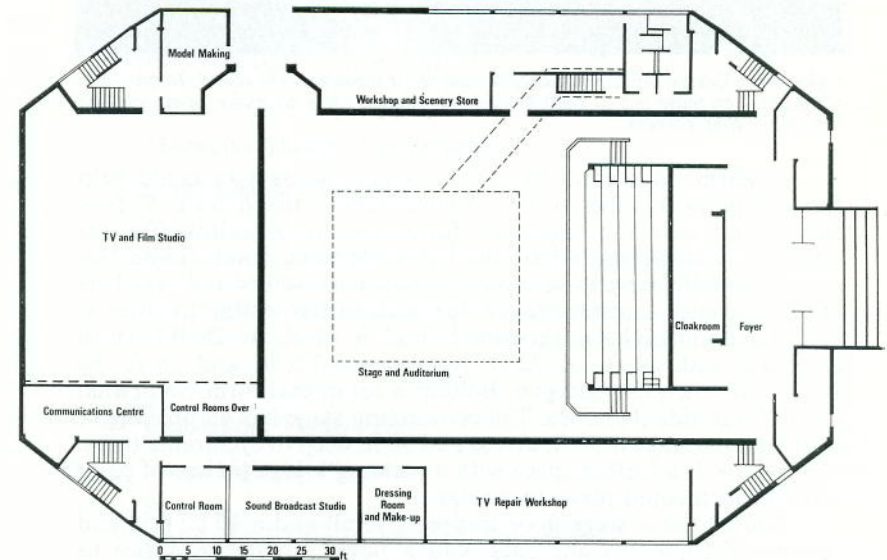 Model Making
Workshop and Scenery Store
TV and Film Studio
Cloakroom
Foyer
Stage and Auditorium
Communications Centre
Control Rooms Over
Control Room
Sound Broadcast Studio
Dressing
Room
and Make-up
TV Repair Workshop
0 5 10 15 20 25 30 ft